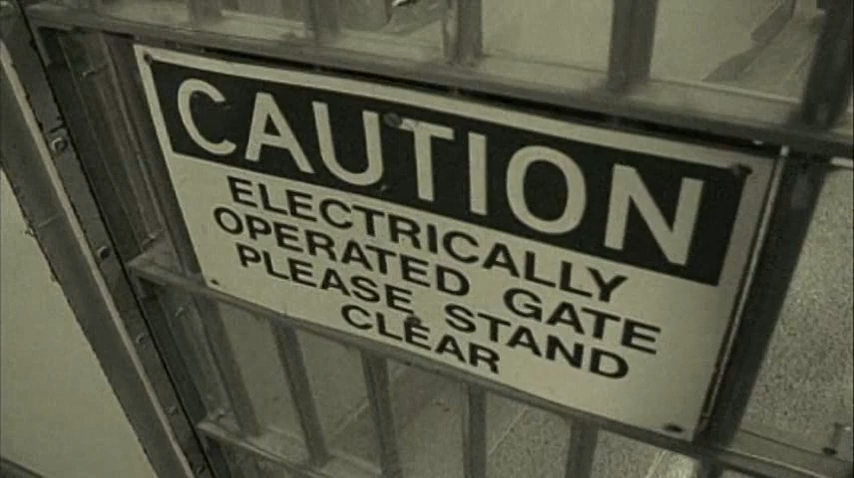 CAUTION
ELECTRICALLY
OPERATED GATE
PLEASE STAND
CLEAR